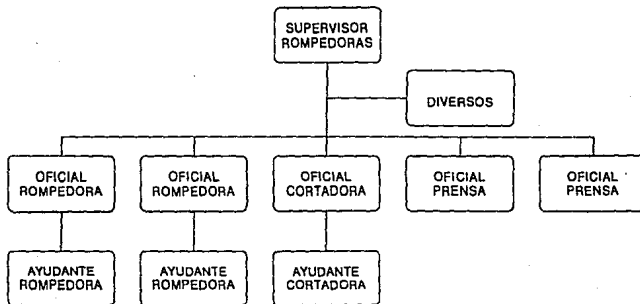 SUPERVISOR
ROMPEDORAS
DIVERSOS
OFICIAL
ROMPEDORA
OFICIAL
ROMPEDORA
OFICIAL
CORTADORA
OFICIAL
PRENSA
OFICIAL
PRENSA
AYUDANTE
ROMPEDORA
AYUDANTE
ROMPEDORA
AYUDANTE
CORTADORA